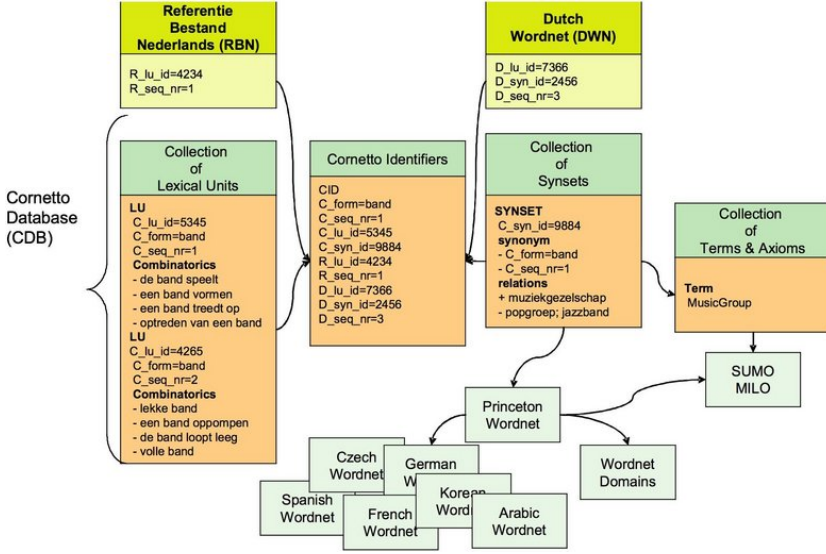 Referentie
Bestand
Nederlands (RBN)
R_lu_id=4234
R_seq_nr=1
Dutch
Wordnet (DWN)
D_lu_id=7366
D_syn_id=2456
D_seq_nr=3
Cornetto
Database
(CDB)
Collection
of
Lexical Units
LU
C_lu_id=5345
C_form=band
C_seq_nr=1
Combinatorics
- de band speelt
- een band vormen
- een band treedt op
- optreden van een band
LU
C_lu_id=4265
C_form=band
C_seq_nr=2
Combinatorics
- lekke band
- een band oppompen
- de band loopt leeg
- volle band
Cornetto Identifiers
CID
C_form=band
C_seq_nr=1
C_lu_id=5345
C_syn_id=9884
R_lu_id=4234
R_seq_nr=1
D_lu_id=7366
D_syn_id=2456
D_seq_nr=3
Collection
of
Synsets
SYNSET
C_syn_id=9884
synonym
- C_form=band
- C_seq_nr=1
relations
+ muziekgezelschap
- popgroep; jazzband
Collection
of
Terms & Axioms
Term
MusicGroup
SUMO
MILO
Princeton
Wordnet
Wordnet
Domains
Czech
Wordnet
German
Spanish
Wordnet
French
Wordnet
Korean
Arabic
Wordnet